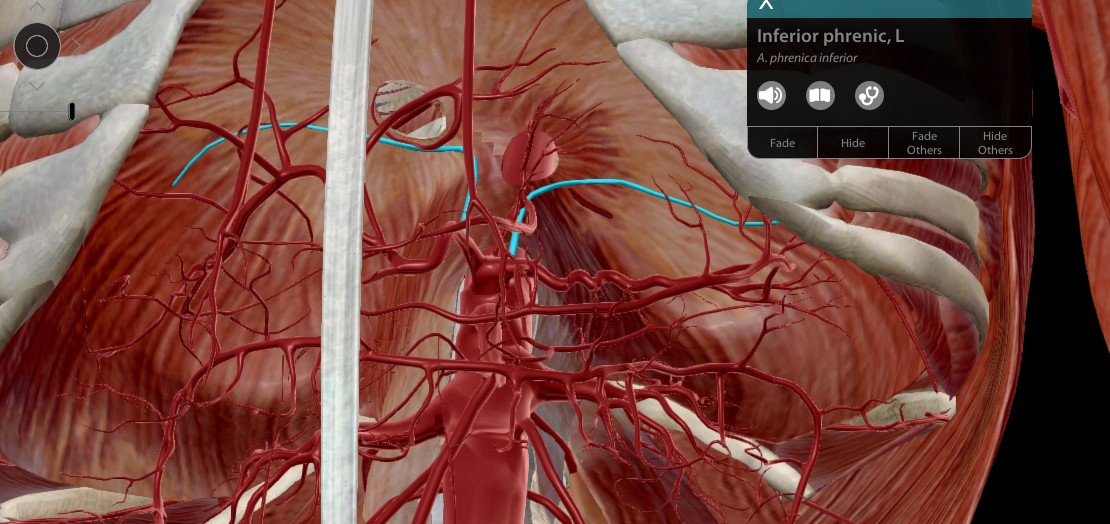 X
Inferior phrenic, L
A. phrenica inferior
Fade
Hide
Fade
Others
Hide
Others